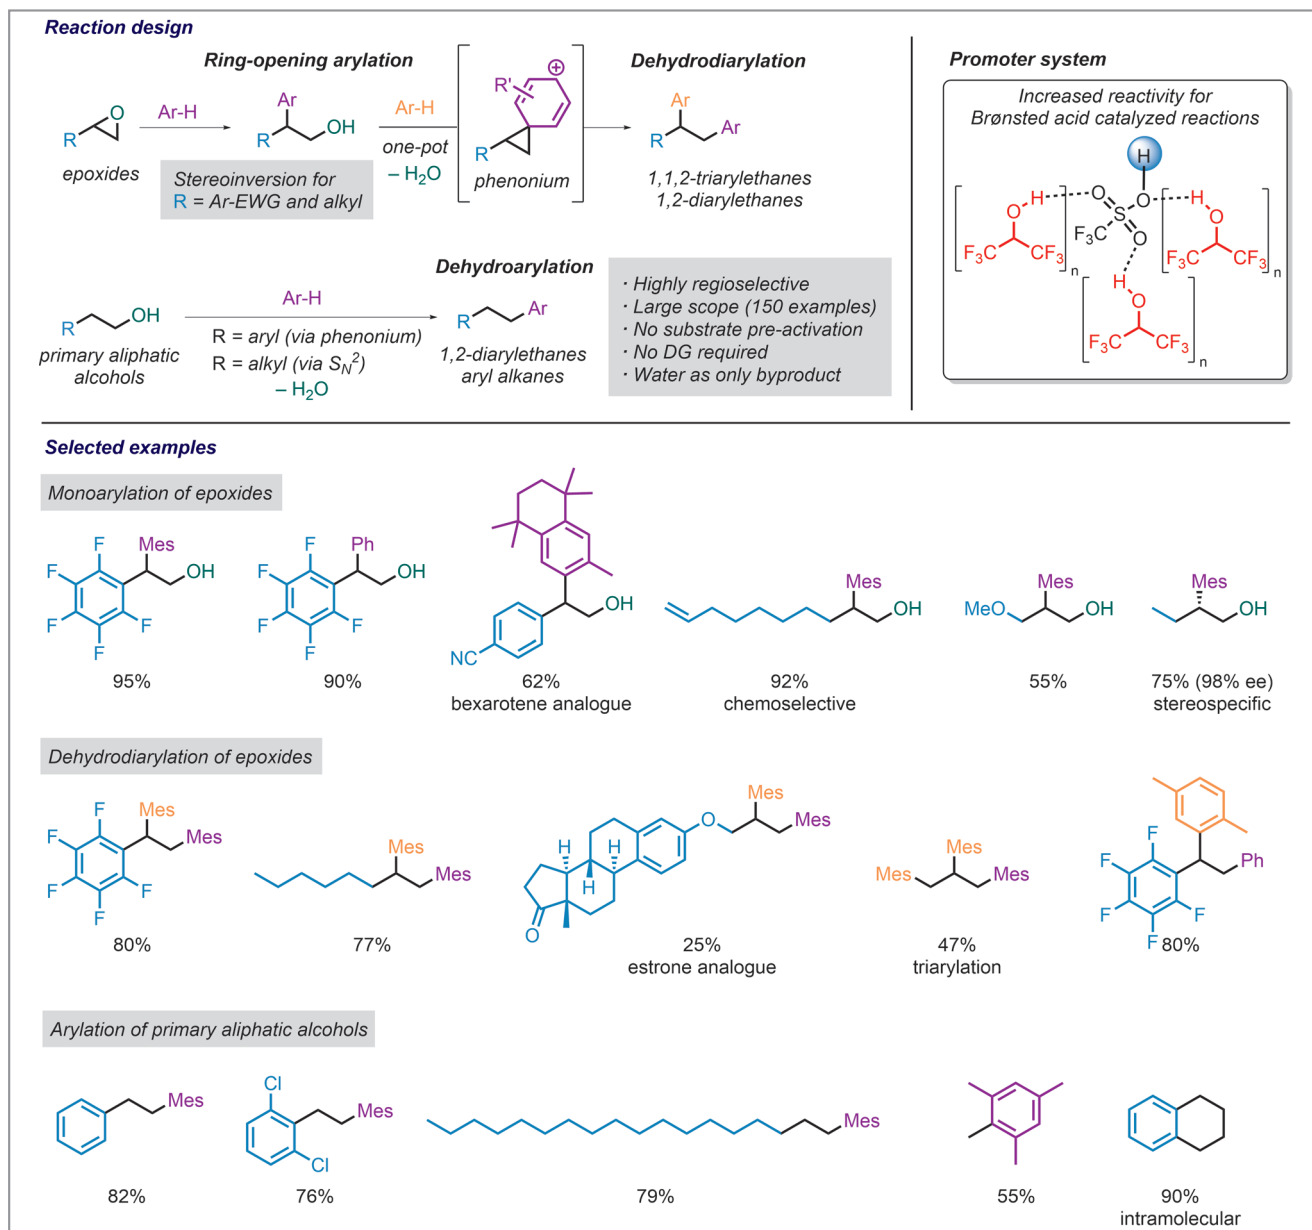 Reaction design
Ring-opening arylation
Dehydrodiarylation
Promoter system
R
O
epoxides
Ar-H
Ar
R
OH
Stereoinversion for
R = Ar-EWG and alkyl
Ar-H
one-pot
– H2O
R'
+
R
phenonium
Ar
R
Ar
1,1,2-triarylethanes
1,2-diarylethanes
Increased reactivity for
Brønsted acid catalyzed reactions
H
O
O
S
O
F3C
H
O
F3C
CF3
n
H
O
F3C
CF3
n
H
O
F3C
CF3
n
Dehydroarylation
R
OH
primary aliphatic
alcohols
Ar-H
R = aryl (via phenonium)
R = alkyl (via SN2)
– H2O
R
Ar
1,2-diarylethanes
aryl alkanes
· Highly regioselective
· Large scope (150 examples)
· No substrate pre-activation
· No DG required
· Water as only byproduct
Selected examples
Monoarylation of epoxides
F
F
F
F
F
Mes
OH
95%
F
F
F
F
F
Ph
OH
90%
NC
OH
62%
bexarotene analogue
Mes
OH
92%
chemoselective
MeO
Mes
OH
55%
Mes
OH
75% (98% ee)
stereospecific
Dehydrodiarylation of epoxides
F
F
F
F
F
Mes
Mes
80%
Mes
Mes
77%
O
H
H
H
O
Mes
Mes
25%
estrone analogue
Mes
Mes
Mes
47%
triarylation
F
F
F
F
F
Ph
80%
Arylation of primary aliphatic alcohols
Mes
82%
Cl
Cl
Mes
76%
Mes
79%
55%
90%
intramolecular